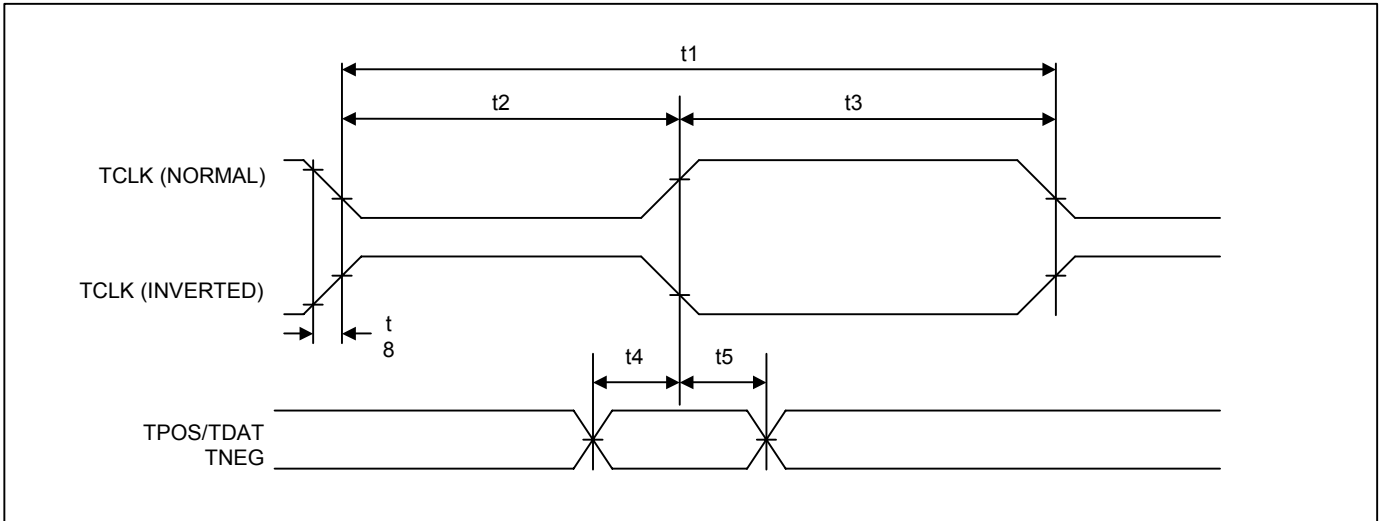 t1
t2
t3
TCLK (NORMAL)
TCLK (INVERTED)
t
8
t4
t5
TPOS/TDAT
TNEG